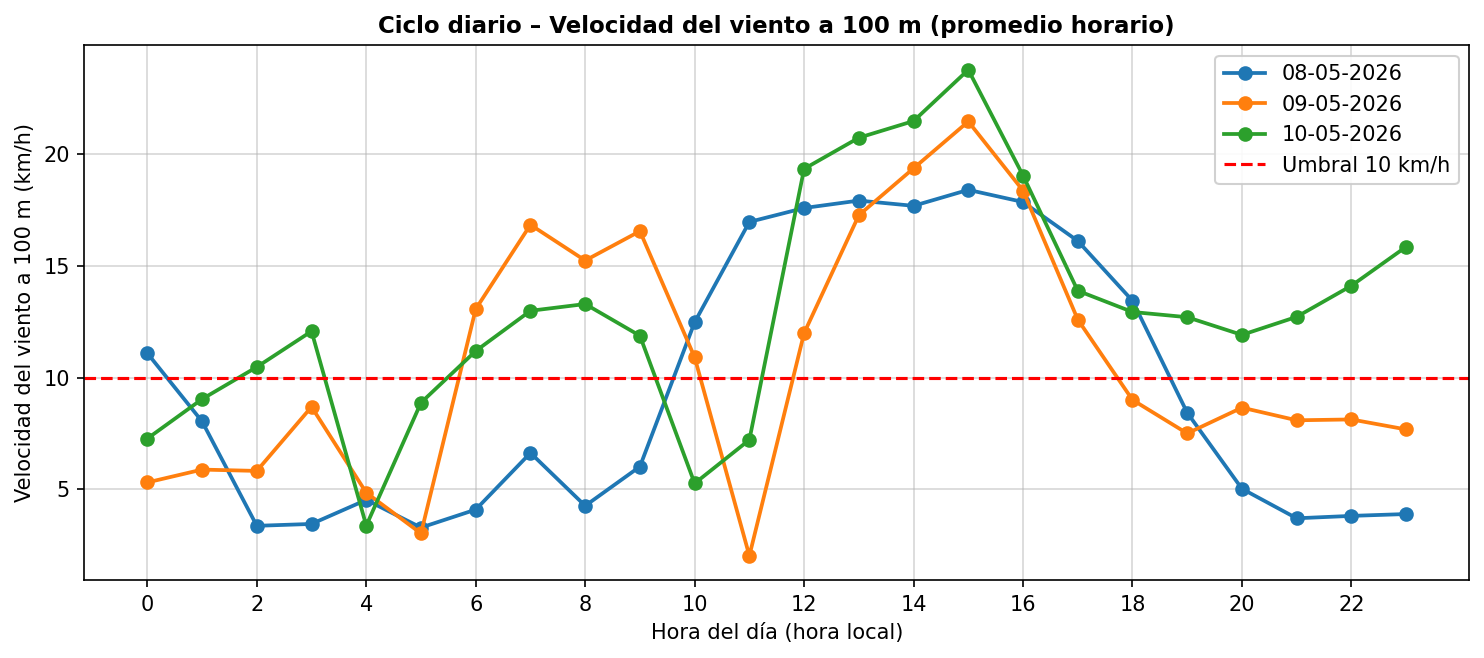 Ciclo diario – Velocidad del viento a 100 m (promedio horario)
Velocidad del viento a 100 m (km/h)
20
15
10
5
08-05-2026
09-05-2026
10-05-2026
Umbral 10 km/h
0 2 4 6 8 10 12 14 16 18 20 22
Hora del día (hora local)